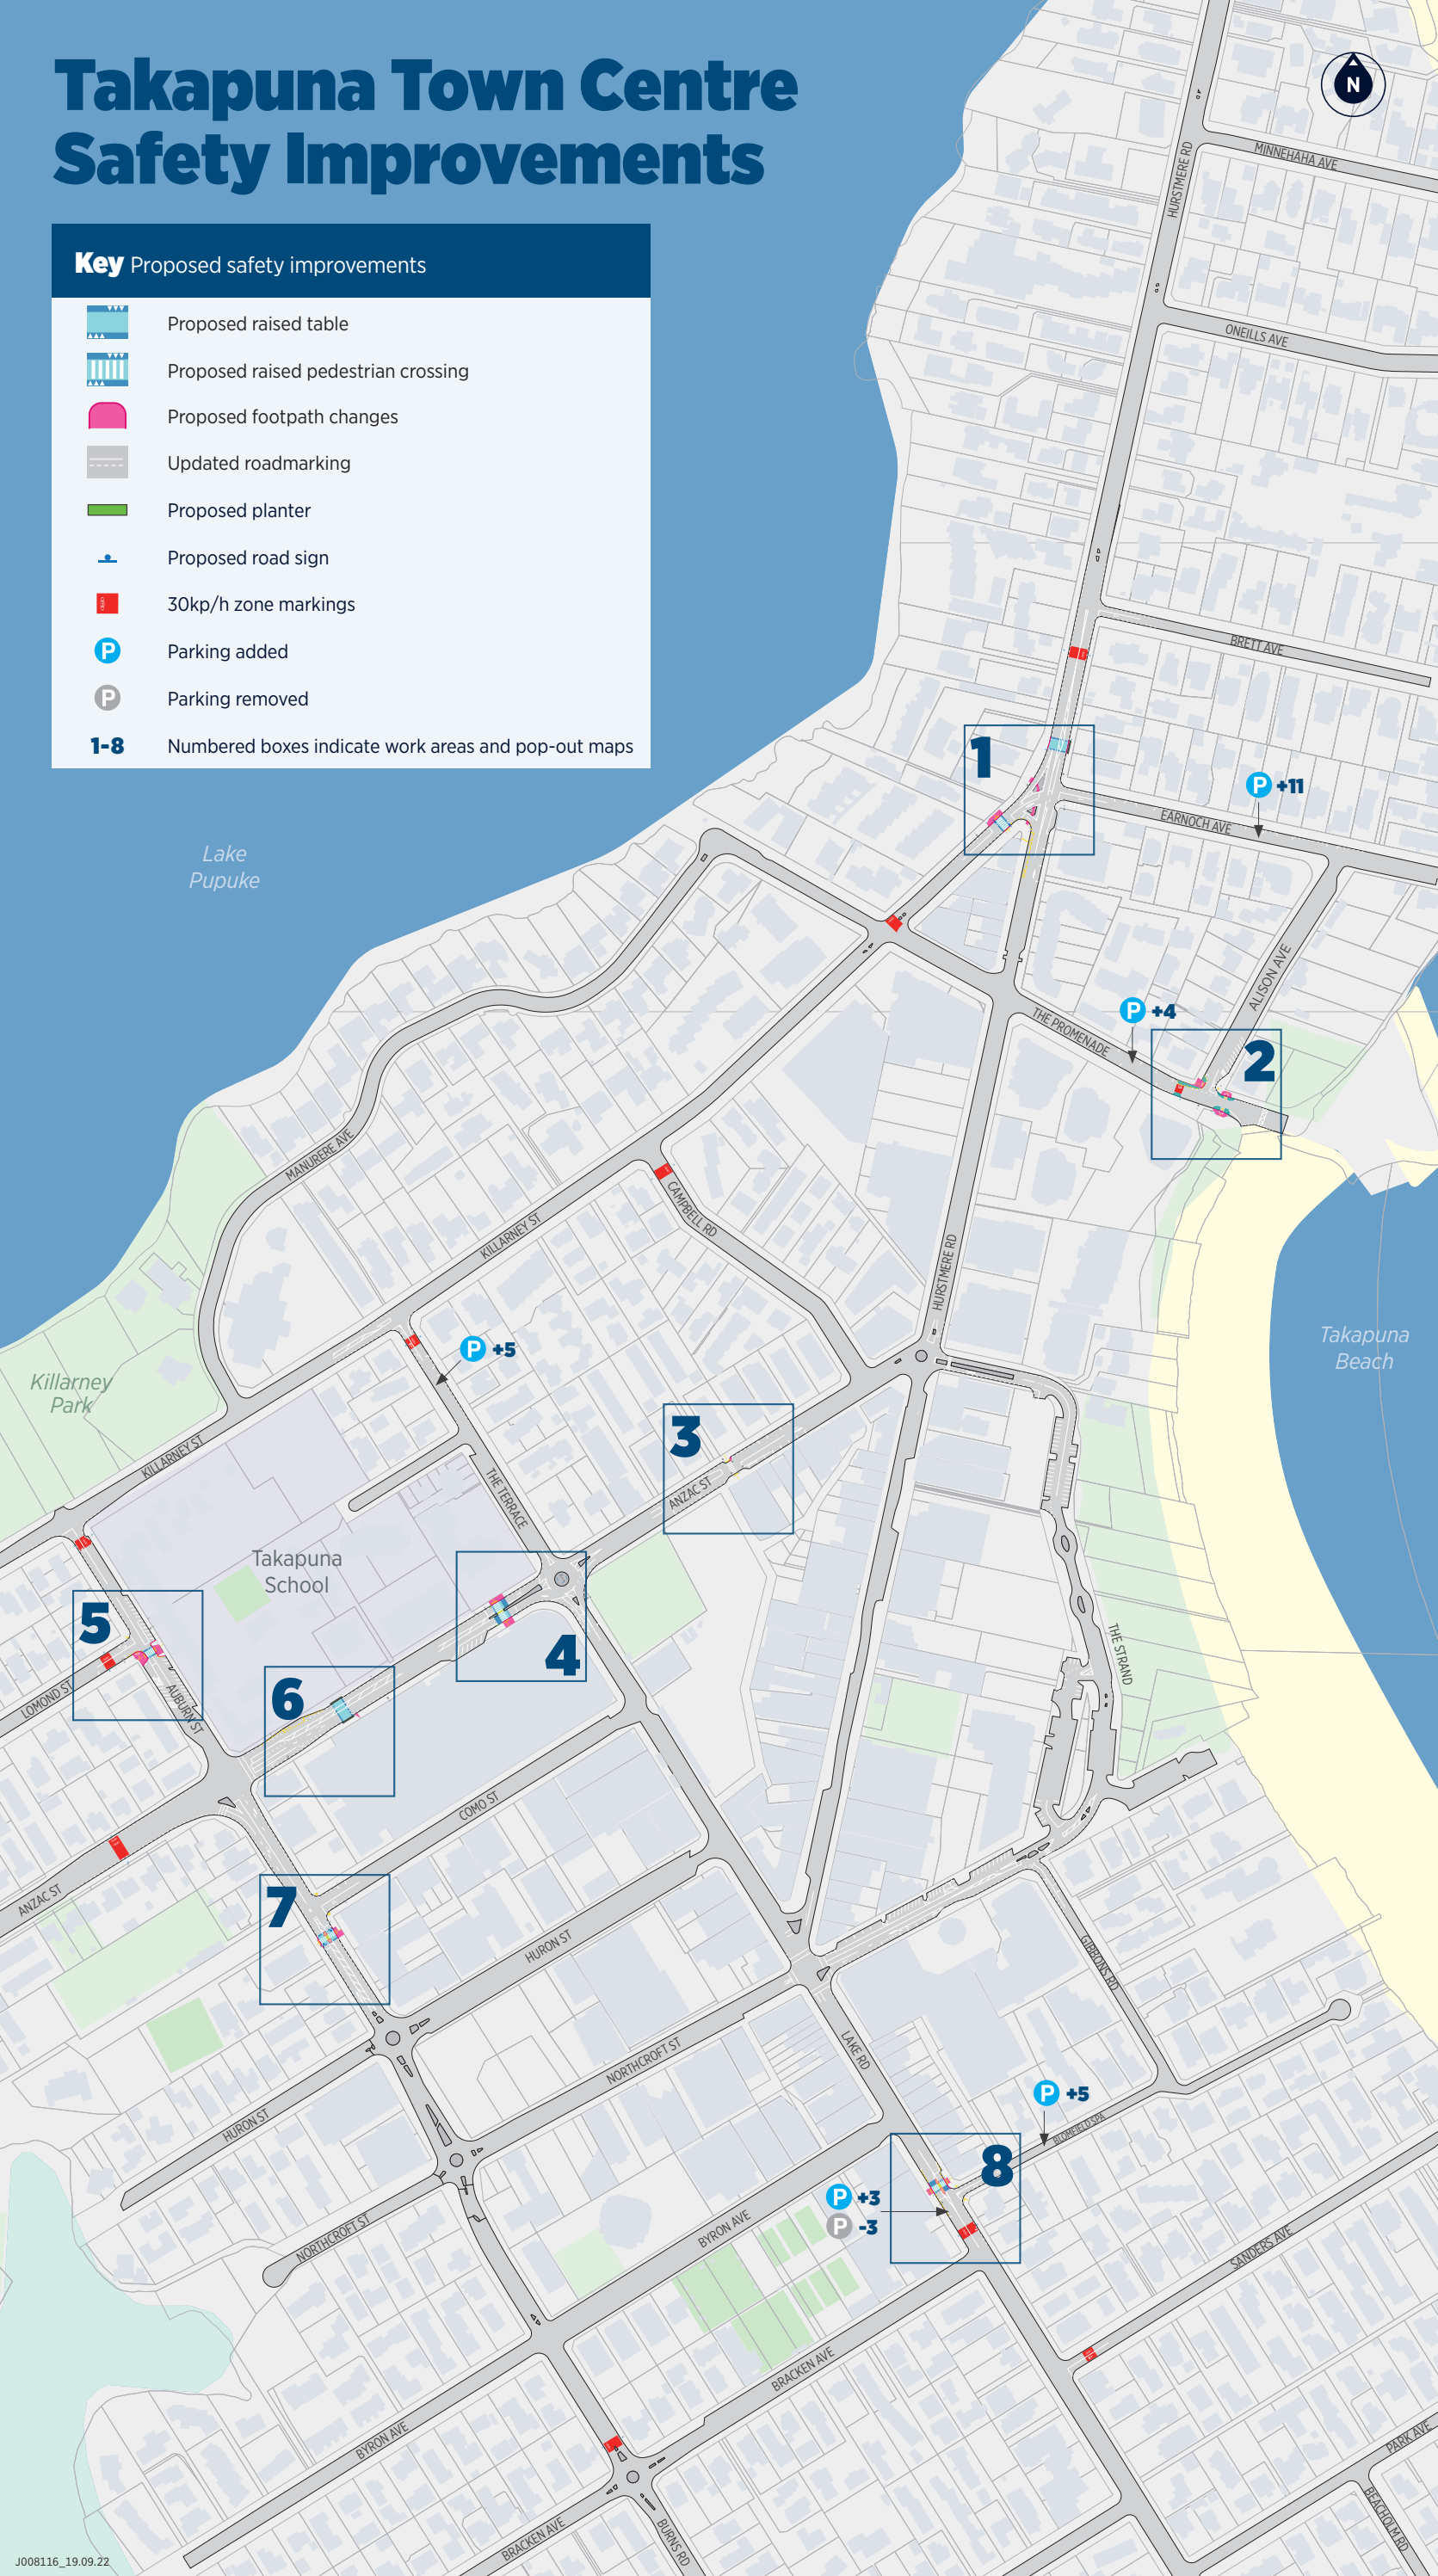 Takapuna Town Centre
Safety Improvements
N
Key Proposed safety improvements
Proposed raised table
Proposed raised pedestrian crossing
Proposed footpath changes
Updated roadmarking
Proposed planter
Proposed road sign
30kp/h zone markings
P Parking added
P Parking removed
1-8 Numbered boxes indicate work areas and pop-out maps
HURSTMERE RD
MINNEHAHA AVE
ONEILLS AVE
BRETT AVE
1
P +11
EARNOCH AVE
Lake
Pupuke
ALISON AVE
P +4
THE PROMENADE
2
MANURERE AVE
CAMPBELL RD
KILLARNEY ST
HURSTMERE RD
Takapuna
Beach
P +5
Killarney
Park
3
KILLARNEY ST
THE TERRACE
ANZAC ST
Takapuna
School
5
4
THE STRAND
LOMOND ST
AUBURN ST
6
COMO ST
ANZAC ST
7
HURON ST
GIBBONS RD
LAKE RD
NORTHCROFT ST
P +5
HURON ST
BLOMFIELD SPA
8
P +3
P -3
NORTHCROFT ST
BYRON AVE
SANDERS AVE
BRACKEN AVE
BYRON AVE
PARK AVE
BEACHOLM RD
BRACKEN AVE
BURNS RD
J008116_19.09.22